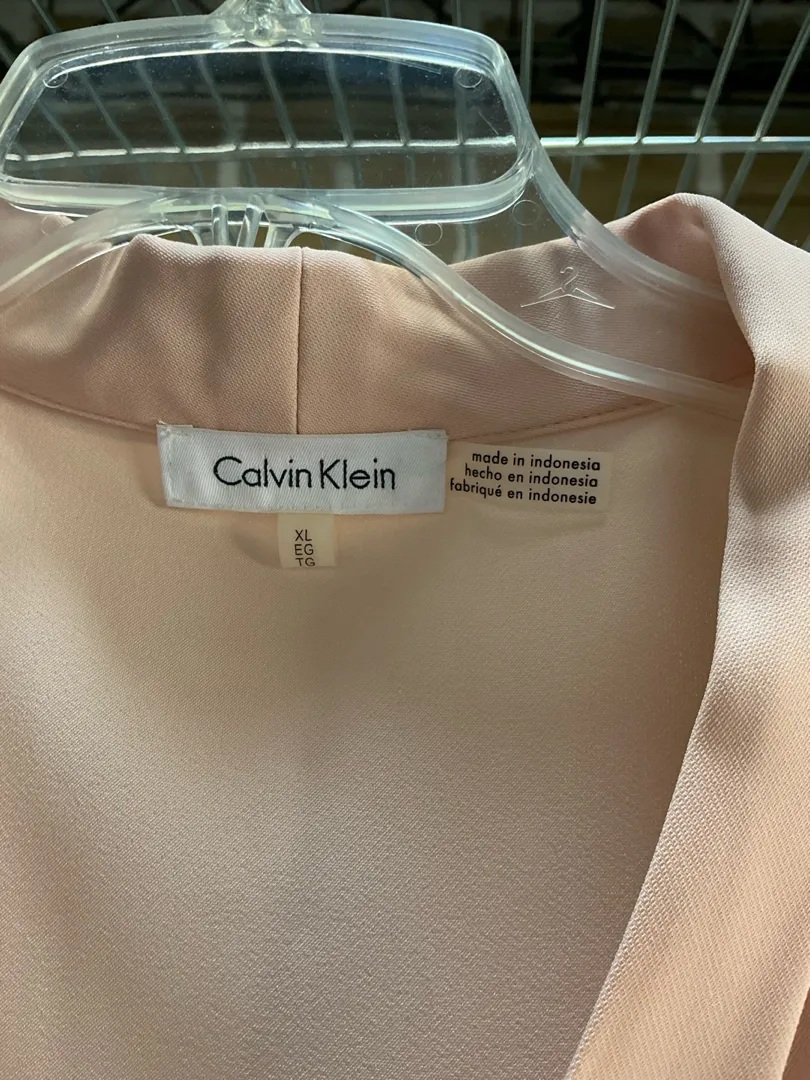 Calvin Klein
made in indonesia
hecho en indonesia
fabriqué en indonesie
XL
EG
TG